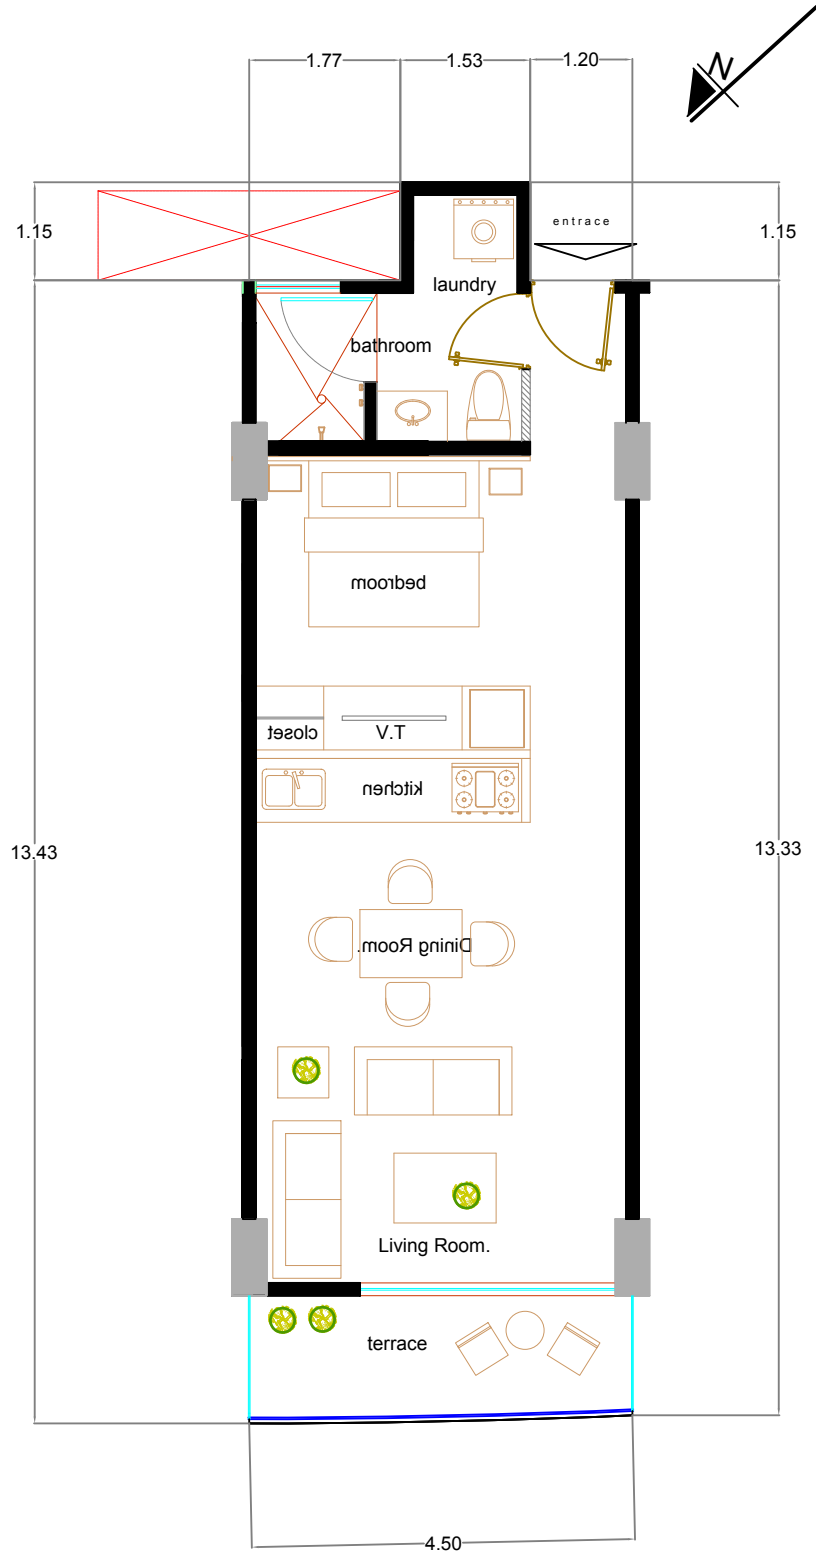 1.77
1.53
1.20
N
1.15
entrace
1.15
laundry
bathroom
bedroom
closet
T.V
kitchen
13.43
13.33
Dining Room.
Living Room.
terrace
4.50